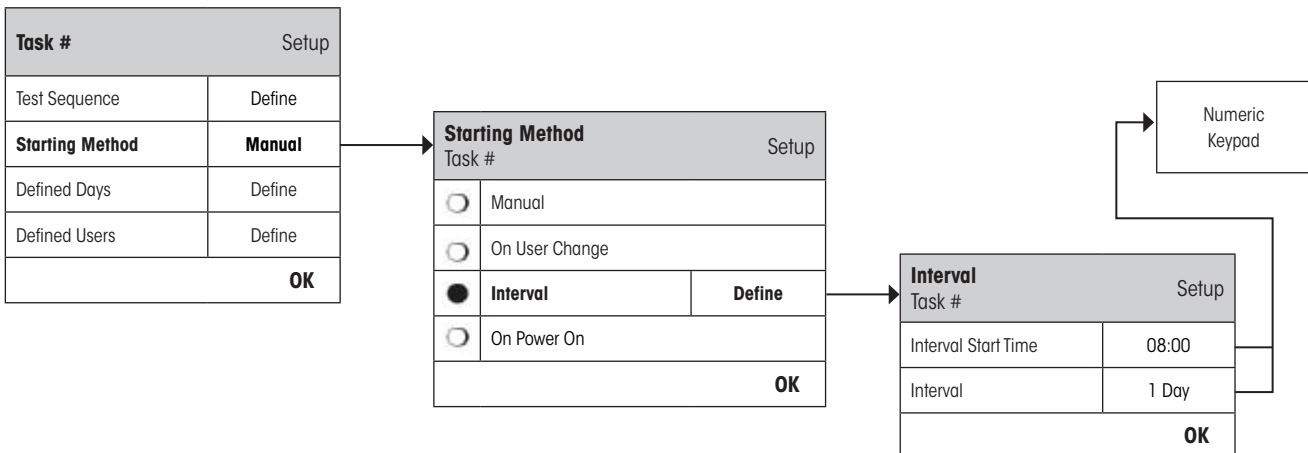 Task # Setup
Test Sequence Define
Starting Method Manual
Defined Days Define
Defined Users Define
OK
Starting Method
Task # Setup
Manual
On User Change
Interval Define
On Power On
OK
Interval
Task # Setup
Interval Start Time 08:00
Interval 1 Day
OK
Numeric
Keypad